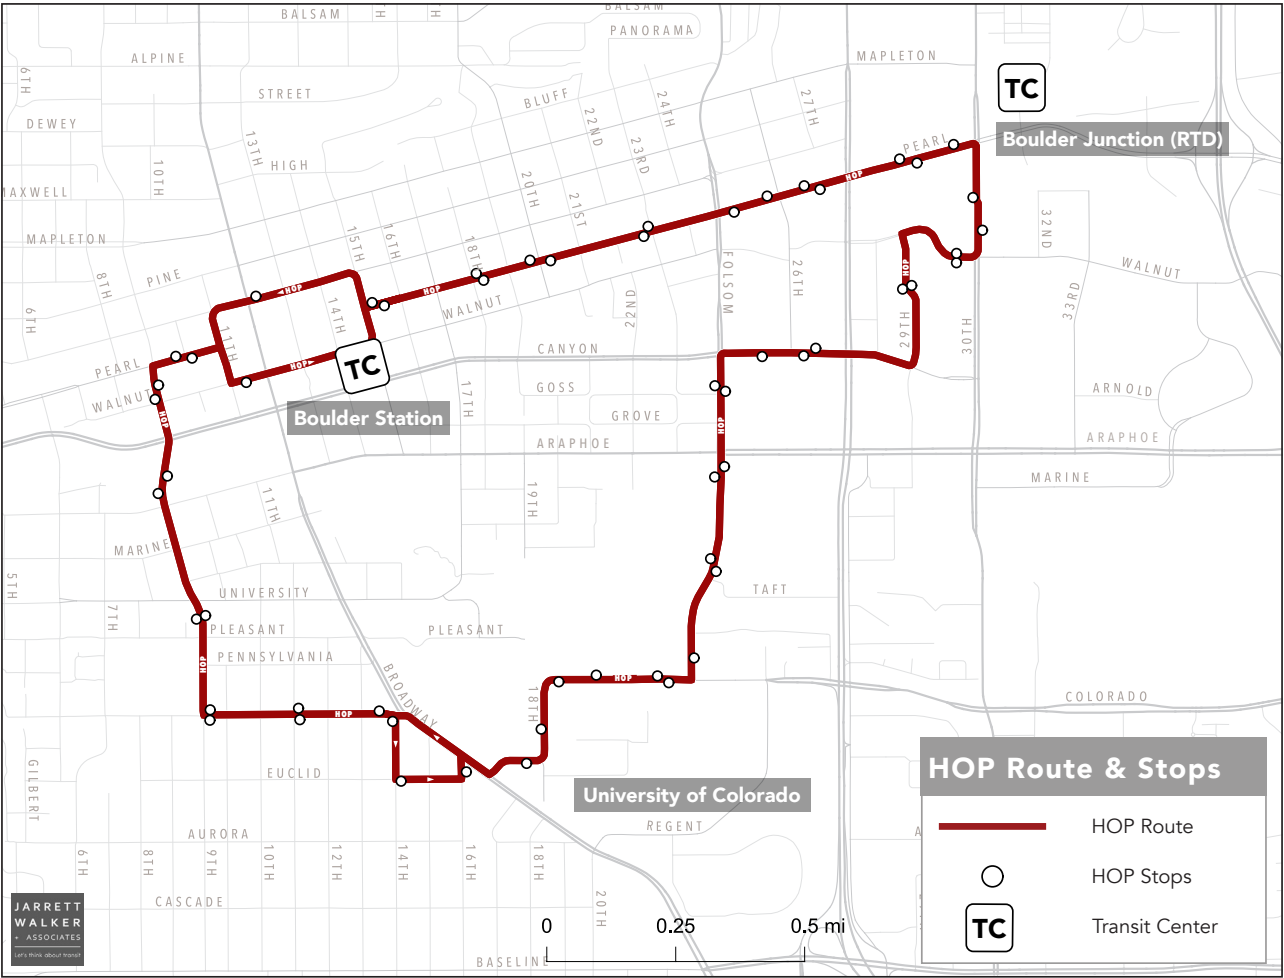 BALSAM
TH
TH
BALSAM
PANORAMA
ALPINE
MAPLETON
6TH
STREET
BLUFF
24TH
27TH
TC
DEWEY
22ND
Boulder Junction (RTD)
13TH
PEARL
23RD
10TH
HIGH
HOP
MAXWELL
20TH
21ST
32ND
MAPLETON
15TH
16TH
18TH
FOLSOM
26TH
HOP
WALNUT
8TH
PINE
HOP
HOP
14TH
WALNUT
22ND
33RD
6TH
11TH
29TH
30TH
CANYON
PEARL
HOP
TC
WALNUT
17TH
GOSS
ARNOLD
HOP
Boulder Station
GROVE
HOP
ARAPHOE
ARAPHOE
MARINE
11TH
19TH
MARINE
5TH
UNIVERSITY
TAFT
7TH
PLEASANT
PLEASANT
HOP
PENNSYLVANIA
BROADWAY
HOP
18TH
COLORADO
HOP
GILBERT
EUCLID
University of Colorado
HOP Route & Stops
AURORA
REGENT
HOP Route
A
6TH
8TH
9TH
10TH
12TH
14TH
16TH
18TH
HOP Stops
CASCADE
20TH
JARRETT
WALKER
+ ASSOCIATES
Let's think about transit
0
0.25
0.5 mi
TC
Transit Center
BASELINE